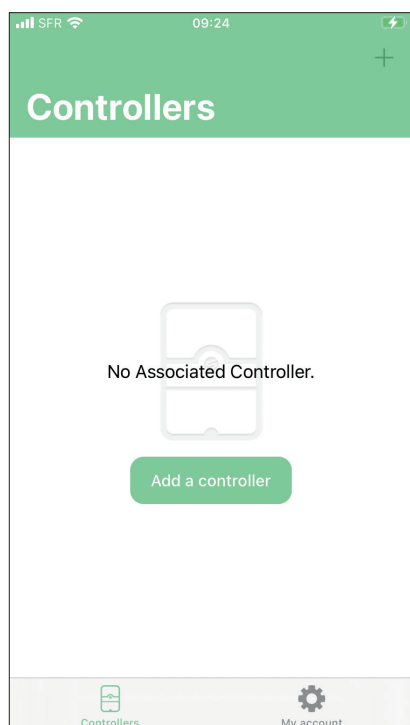 SFR 09:24
Controllers
No Associated Controller.
Add a controller
Controllers My account